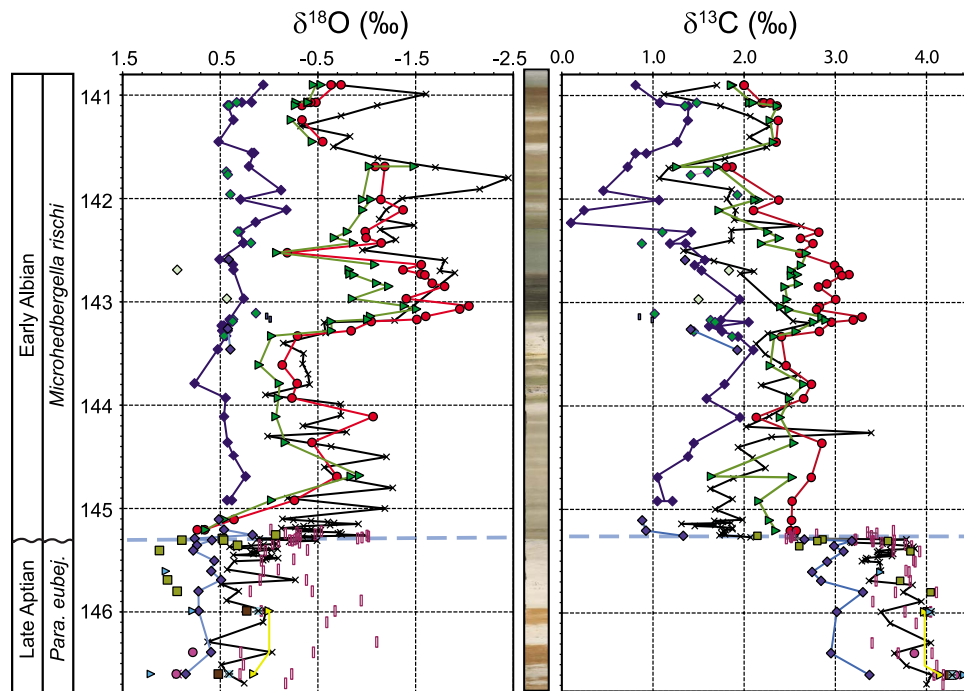 δ18O (‰)
δ13C (‰)
1.5 0.5 -0.5 -1.5 -2.5
0.0 1.0 2.0 3.0 4.0
141
142
143
144
145
146
Early Albian
Microhedbergella rischi
Late Aptian
Para. eubej.